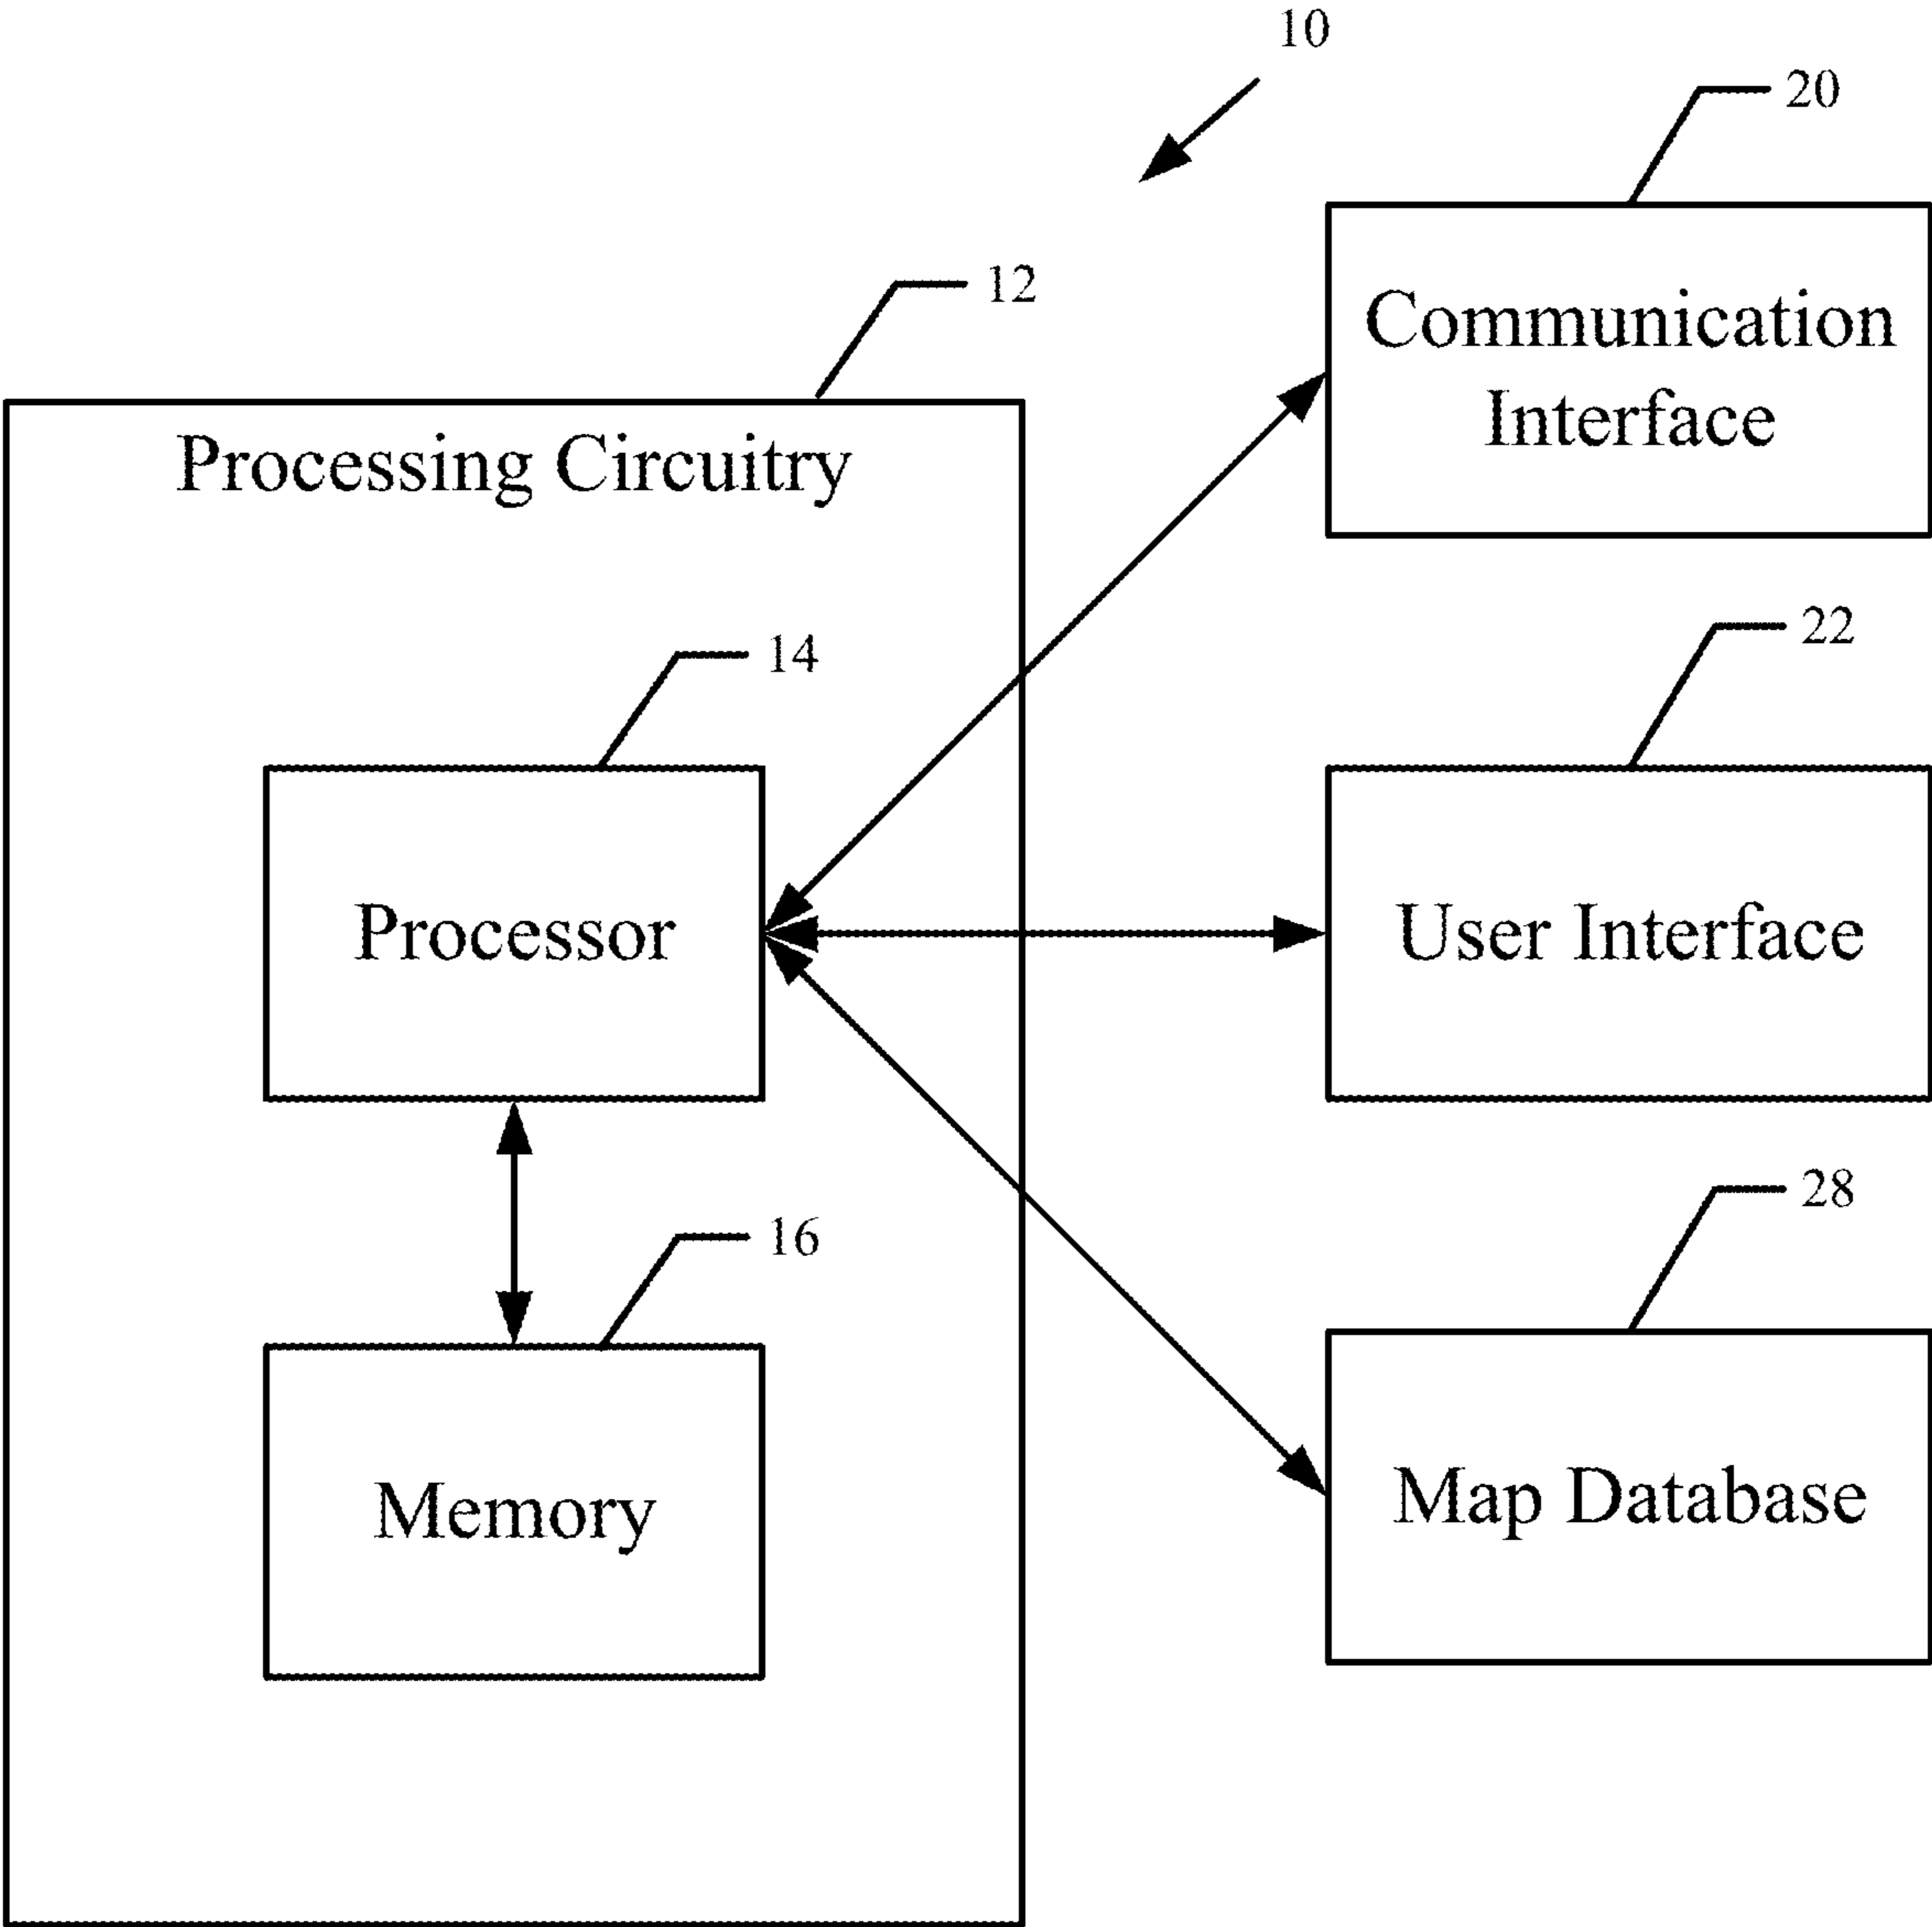 10
20
12
Communication
Interface
Processing Circuitry
22
14
Processor
User Interface
28
16
Memory
Map Database